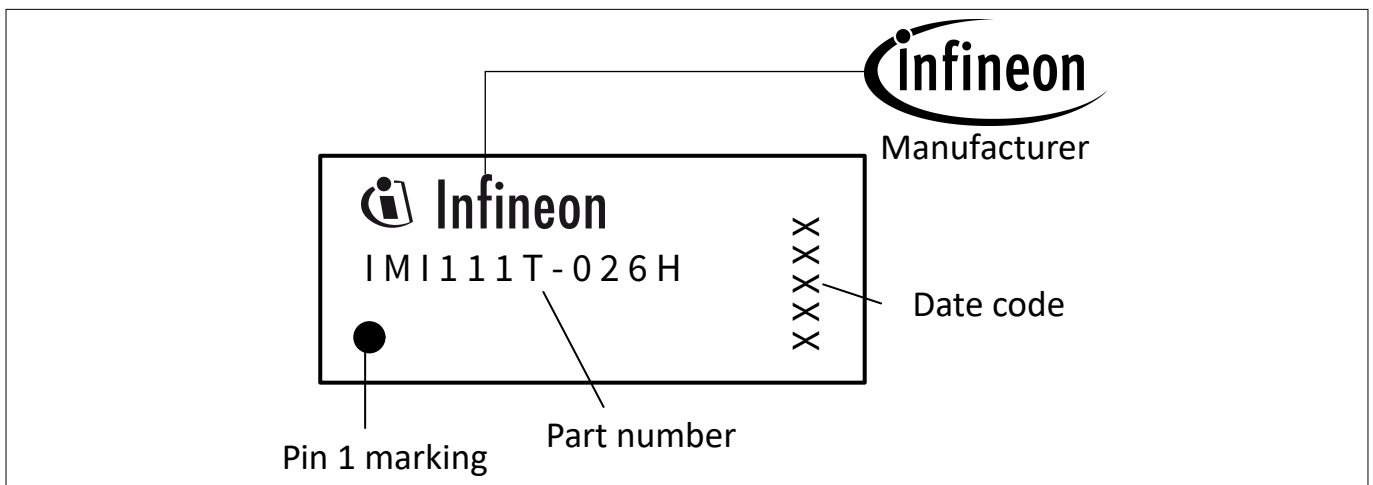 infineon
Manufacturer
Infineon
IMI111T-026H
XXXXX
Date code
Part number
Pin 1 marking